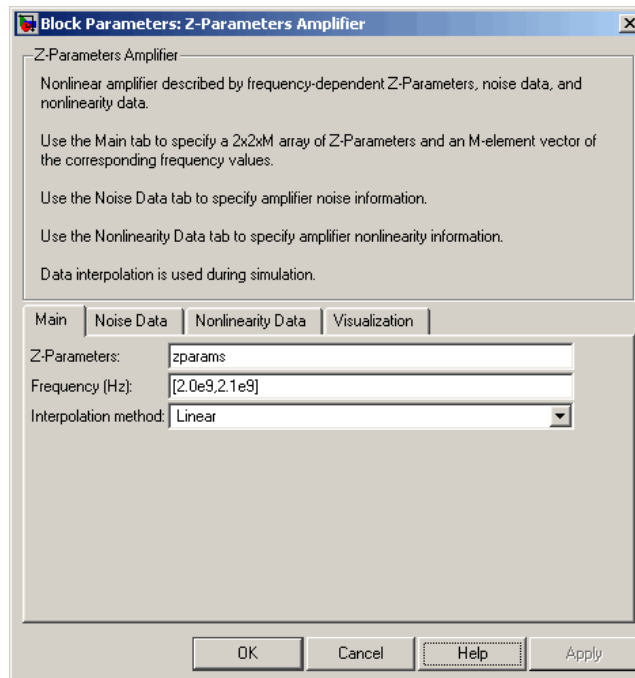 Block Parameters: Z-Parameters Amplifier
Z-Parameters Amplifier
Nonlinear amplifier described by frequency-dependent Z-Parameters, noise data, and
nonlinearity data.
Use the Main tab to specify a 2x2xM array of Z-Parameters and an M-element vector of
the corresponding frequency values.
Use the Noise Data tab to specify amplifier noise information.
Use the Nonlinearity Data tab to specify amplifier nonlinearity information.
Data interpolation is used during simulation.
Main Noise Data Nonlinearity Data Visualization
Z-Parameters: zparams
Frequency (Hz): [2.0e9,2.1e9]
Interpolation method: Linear
OK Cancel Help Apply